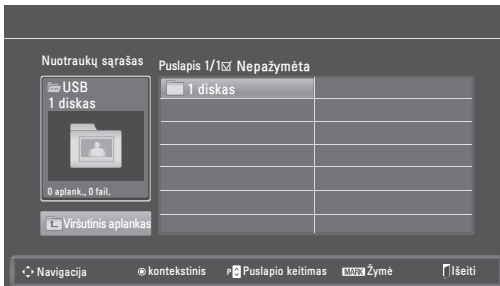 Nuotraukų sąrašas
Puslapis 1/1 Nepažymėta
USB
1 diskas
1 diskas
0 aplank., 0 fail.
Viršutinis aplankas
Navigacija kontekstinis P Puslapio keitimas MARK Žymė Išeiti